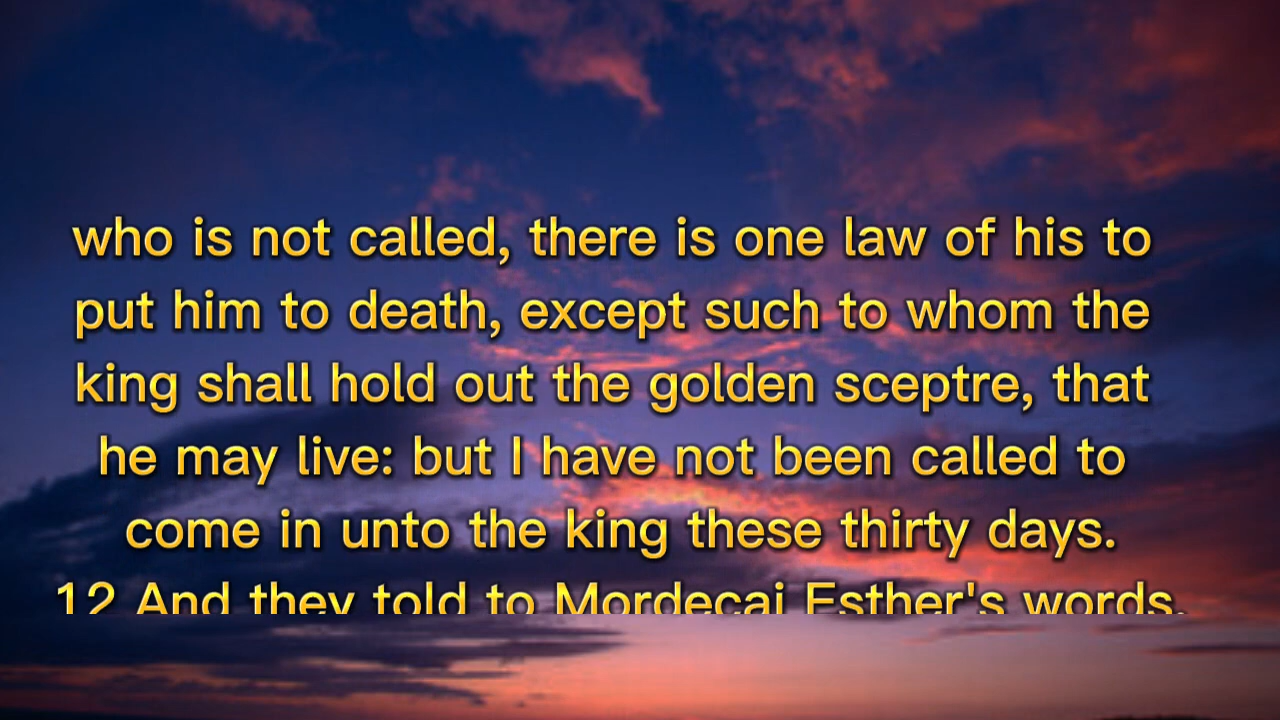 who is not called, there is one law of his to
put him to death, except such to whom the
king shall hold out the golden sceptre, that
he may live: but I have not been called to
come in unto the king these thirty days.
12 And they told to Mordecai Esther's words.